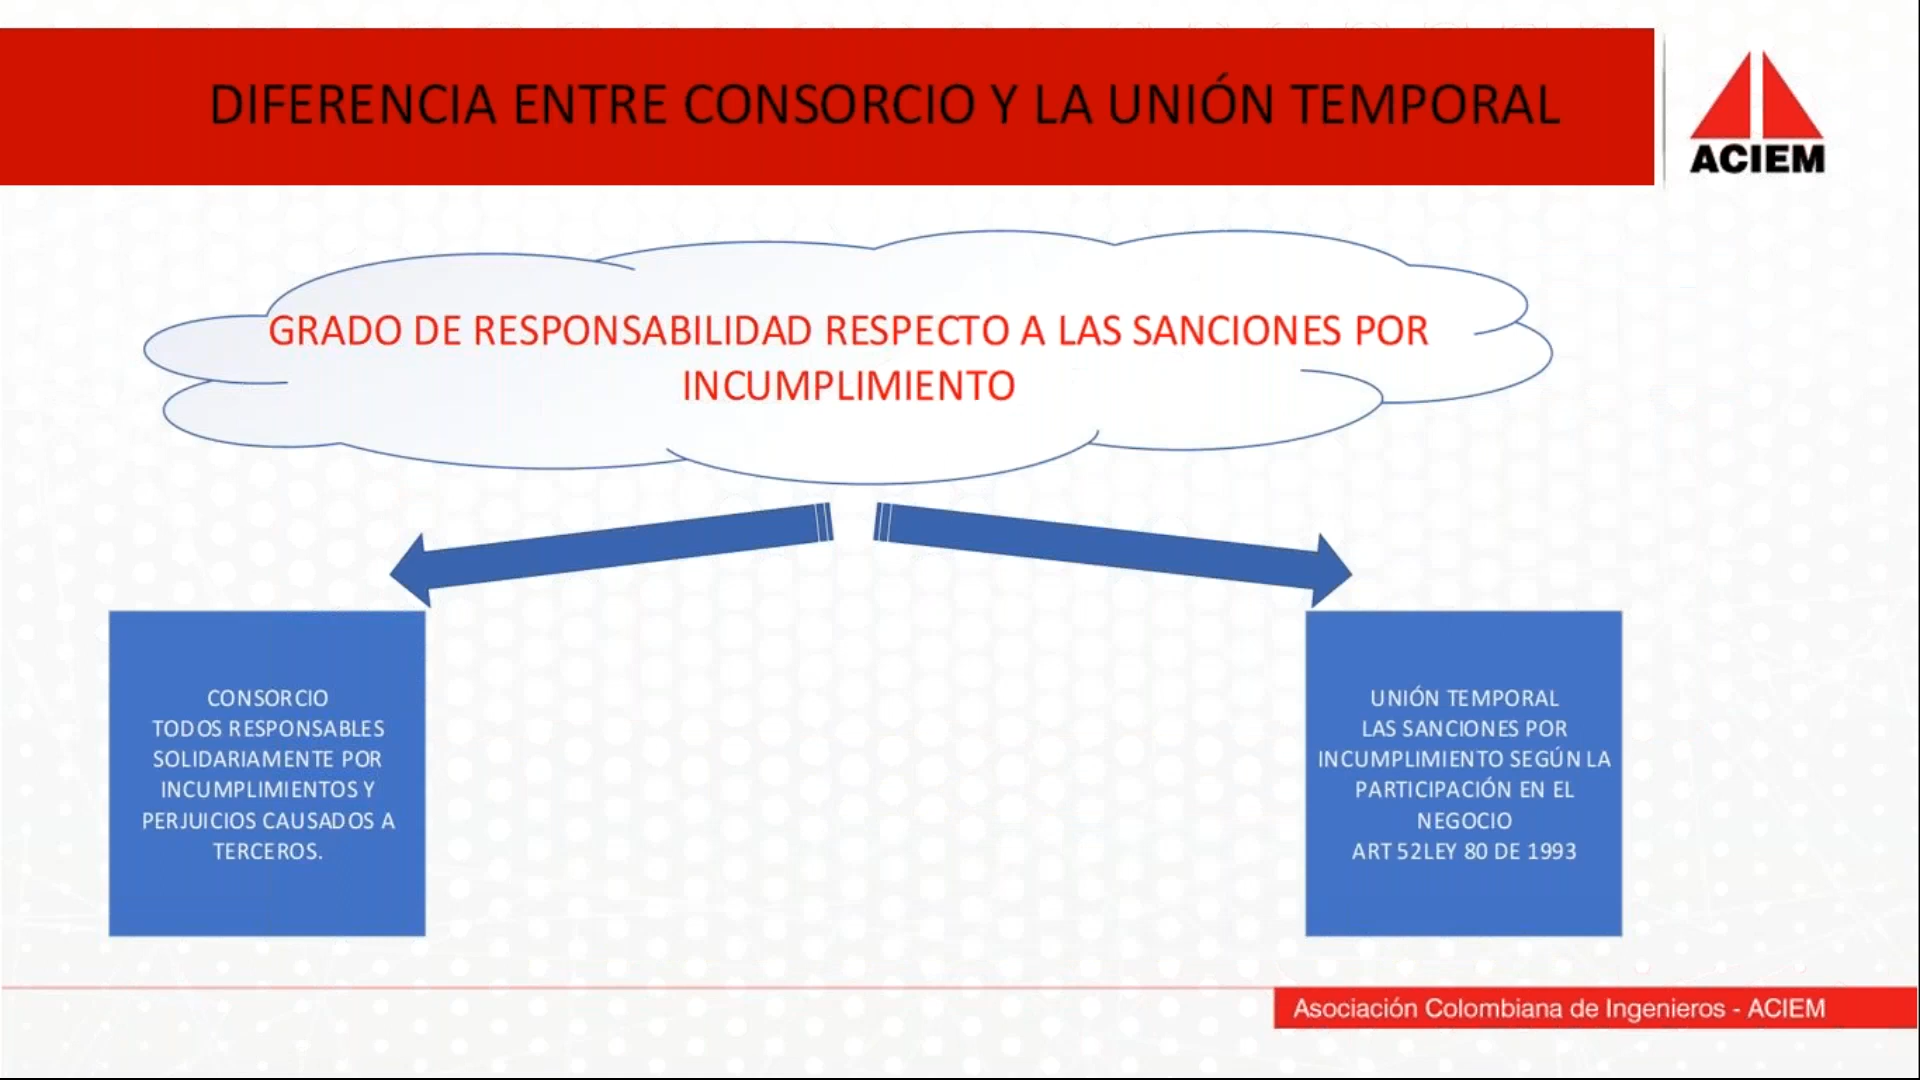 DIFERENCIA ENTRE CONSORCIO Y LA UNIÓN TEMPORAL
ACIEM
GRADO DE RESPONSABILIDAD RESPECTO A LAS SANCIONES POR
INCUMPLIMIENTO
CONSORCIO
TODOS RESPONSABLES
SOLIDARIAMENTE POR
INCUMPLIMIENTOS Y
PERJUICIOS CAUSADOS A
TERCEROS.
UNIÓN TEMPORAL
LAS SANCIONES POR
INCUMPLIMIENTO SEGÚN LA
PARTICIPACIÓN EN EL
NEGOCIO
ART 52LEY 80 DE 1993
Asociación Colombiana de Ingenieros - ACIEM